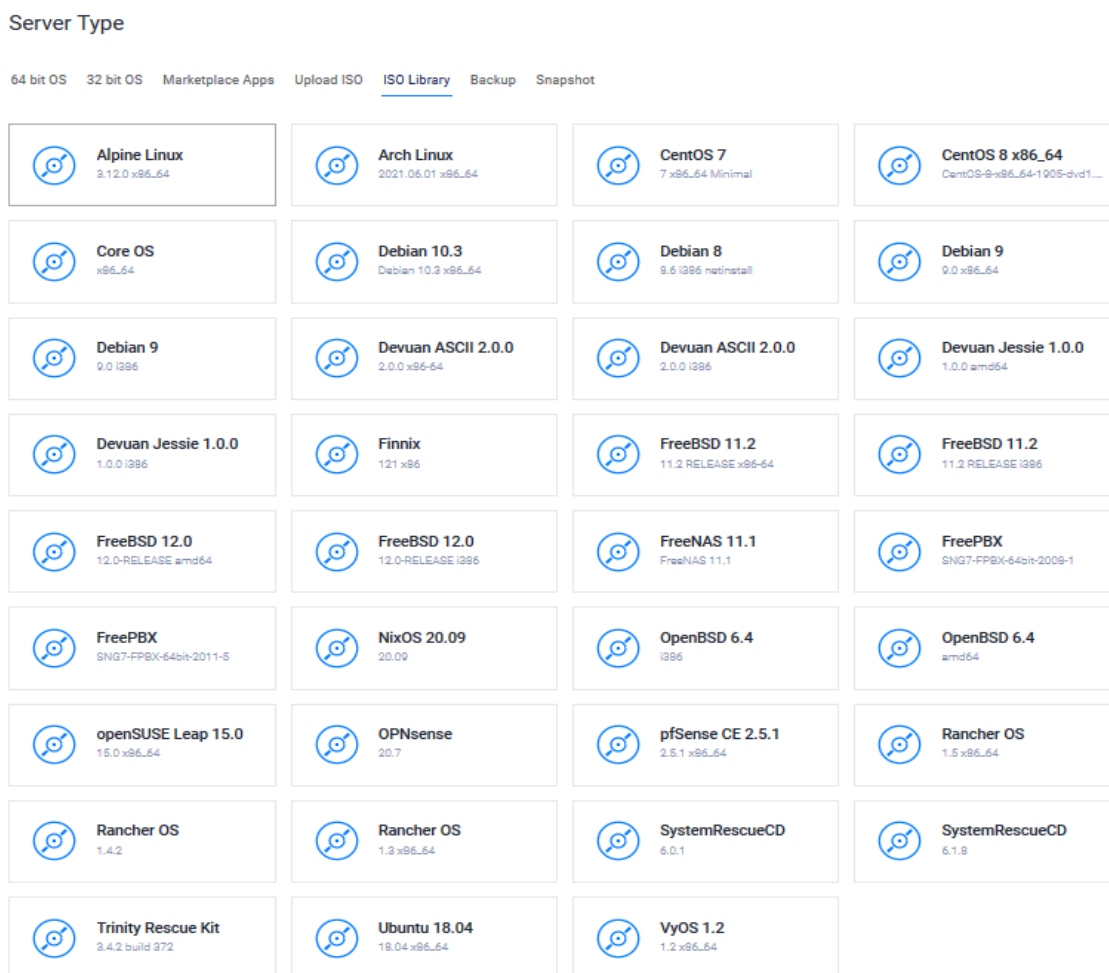 Server Type
64 bit OS 32 bit OS Marketplace Apps Upload ISO ISO Library Backup Snapshot
Alpine Linux
3.12.0 x86_64
Arch Linux
2021.06.01 x86_64
CentOS 7
7 x86_64 Minimal
CentOS 8 x86_64
CentOS-8-x86_64-1905-dvd1....
Core OS
x86_64
Debian 10.3
Debian 10.3 x86_64
Debian 8
8.6 i386 netinstall
Debian 9
9.0 x86_64
Debian 9
9.0 i386
Devuan ASCII 2.0.0
2.0.0 x86-64
Devuan ASCII 2.0.0
2.0.0 i386
Devuan Jessie 1.0.0
1.0.0 amd64
Devuan Jessie 1.0.0
1.0.0 i386
Finnix
121 x86
FreeBSD 11.2
11.2 RELEASE x86-64
FreeBSD 11.2
11.2 RELEASE i386
FreeBSD 12.0
12.0-RELEASE amd64
FreeBSD 12.0
12.0-RELEASE i386
FreeNAS 11.1
FreeNAS 11.1
FreePBX
SNG7-FPBX-64bit-2008-1
FreePBX
SNG7-FPBX-64bit-2011-5
NixOS 20.09
20.09
OpenBSD 6.4
i386
OpenBSD 6.4
amd64
openSUSE Leap 15.0
15.0 x86_64
OPNsense
20.7
pfSense CE 2.5.1
2.5.1 x86_64
Rancher OS
1.5 x86_64
Rancher OS
1.4.2
Rancher OS
1.3 x86_64
SystemRescueCD
6.0.1
SystemRescueCD
6.1.8
Trinity Rescue Kit
3.4.2 build 372
Ubuntu 18.04
18.04 x86_64
VyOS 1.2
1.2 x86_64